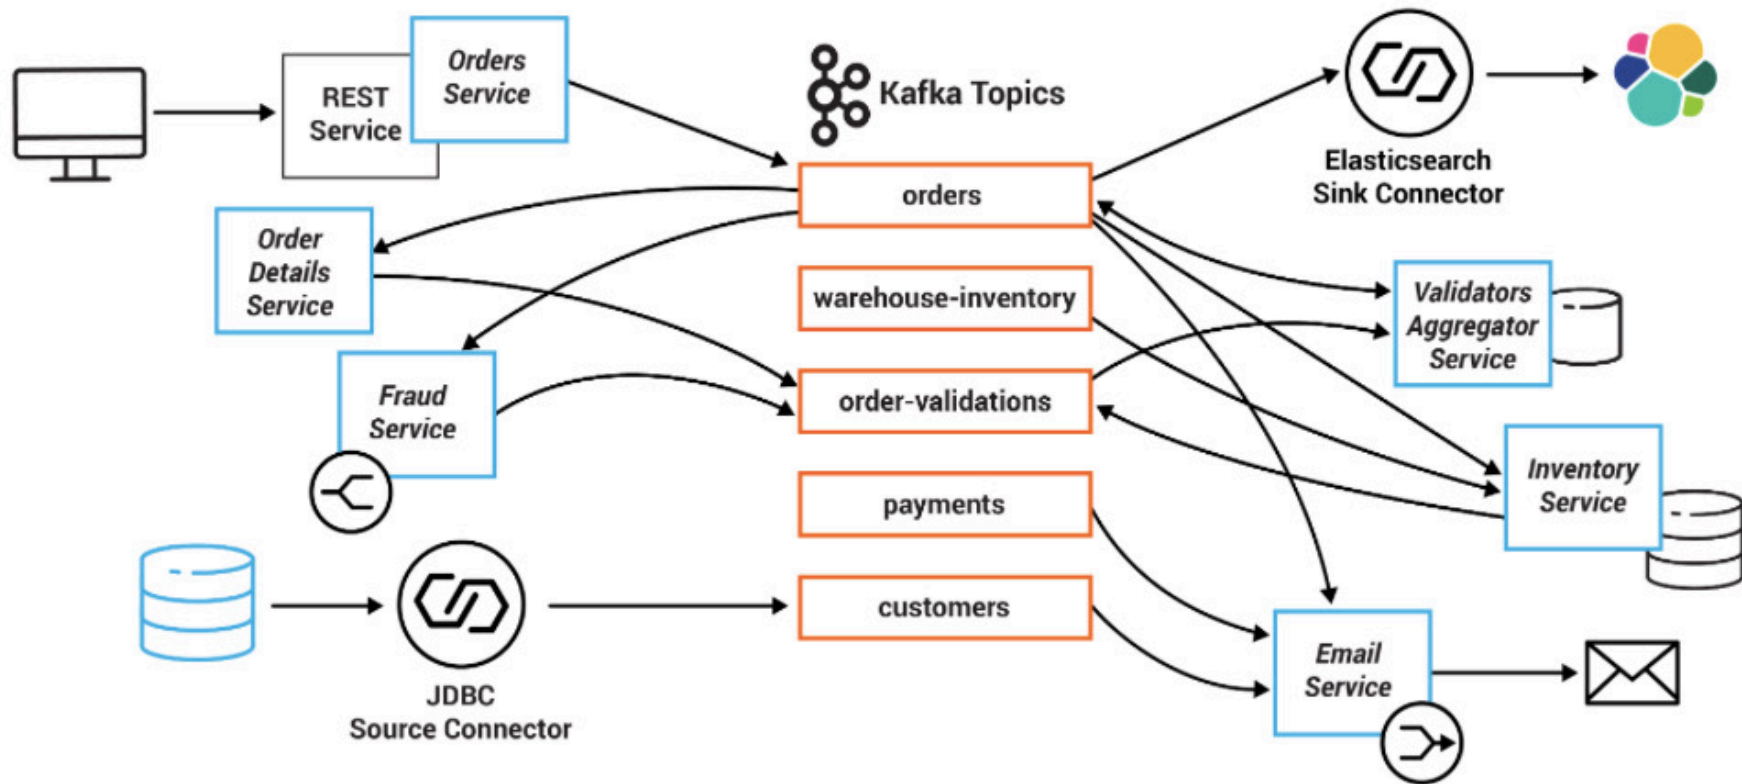 Orders
Service
REST
Service
Kafka Topics
Elasticsearch
Sink Connector
orders
Order
Details
Service
warehouse-inventory
Validators
Aggregator
Service
Fraud
Service
order-validations
Inventory
Service
payments
customers
Email
Service
JDBC
Source Connector